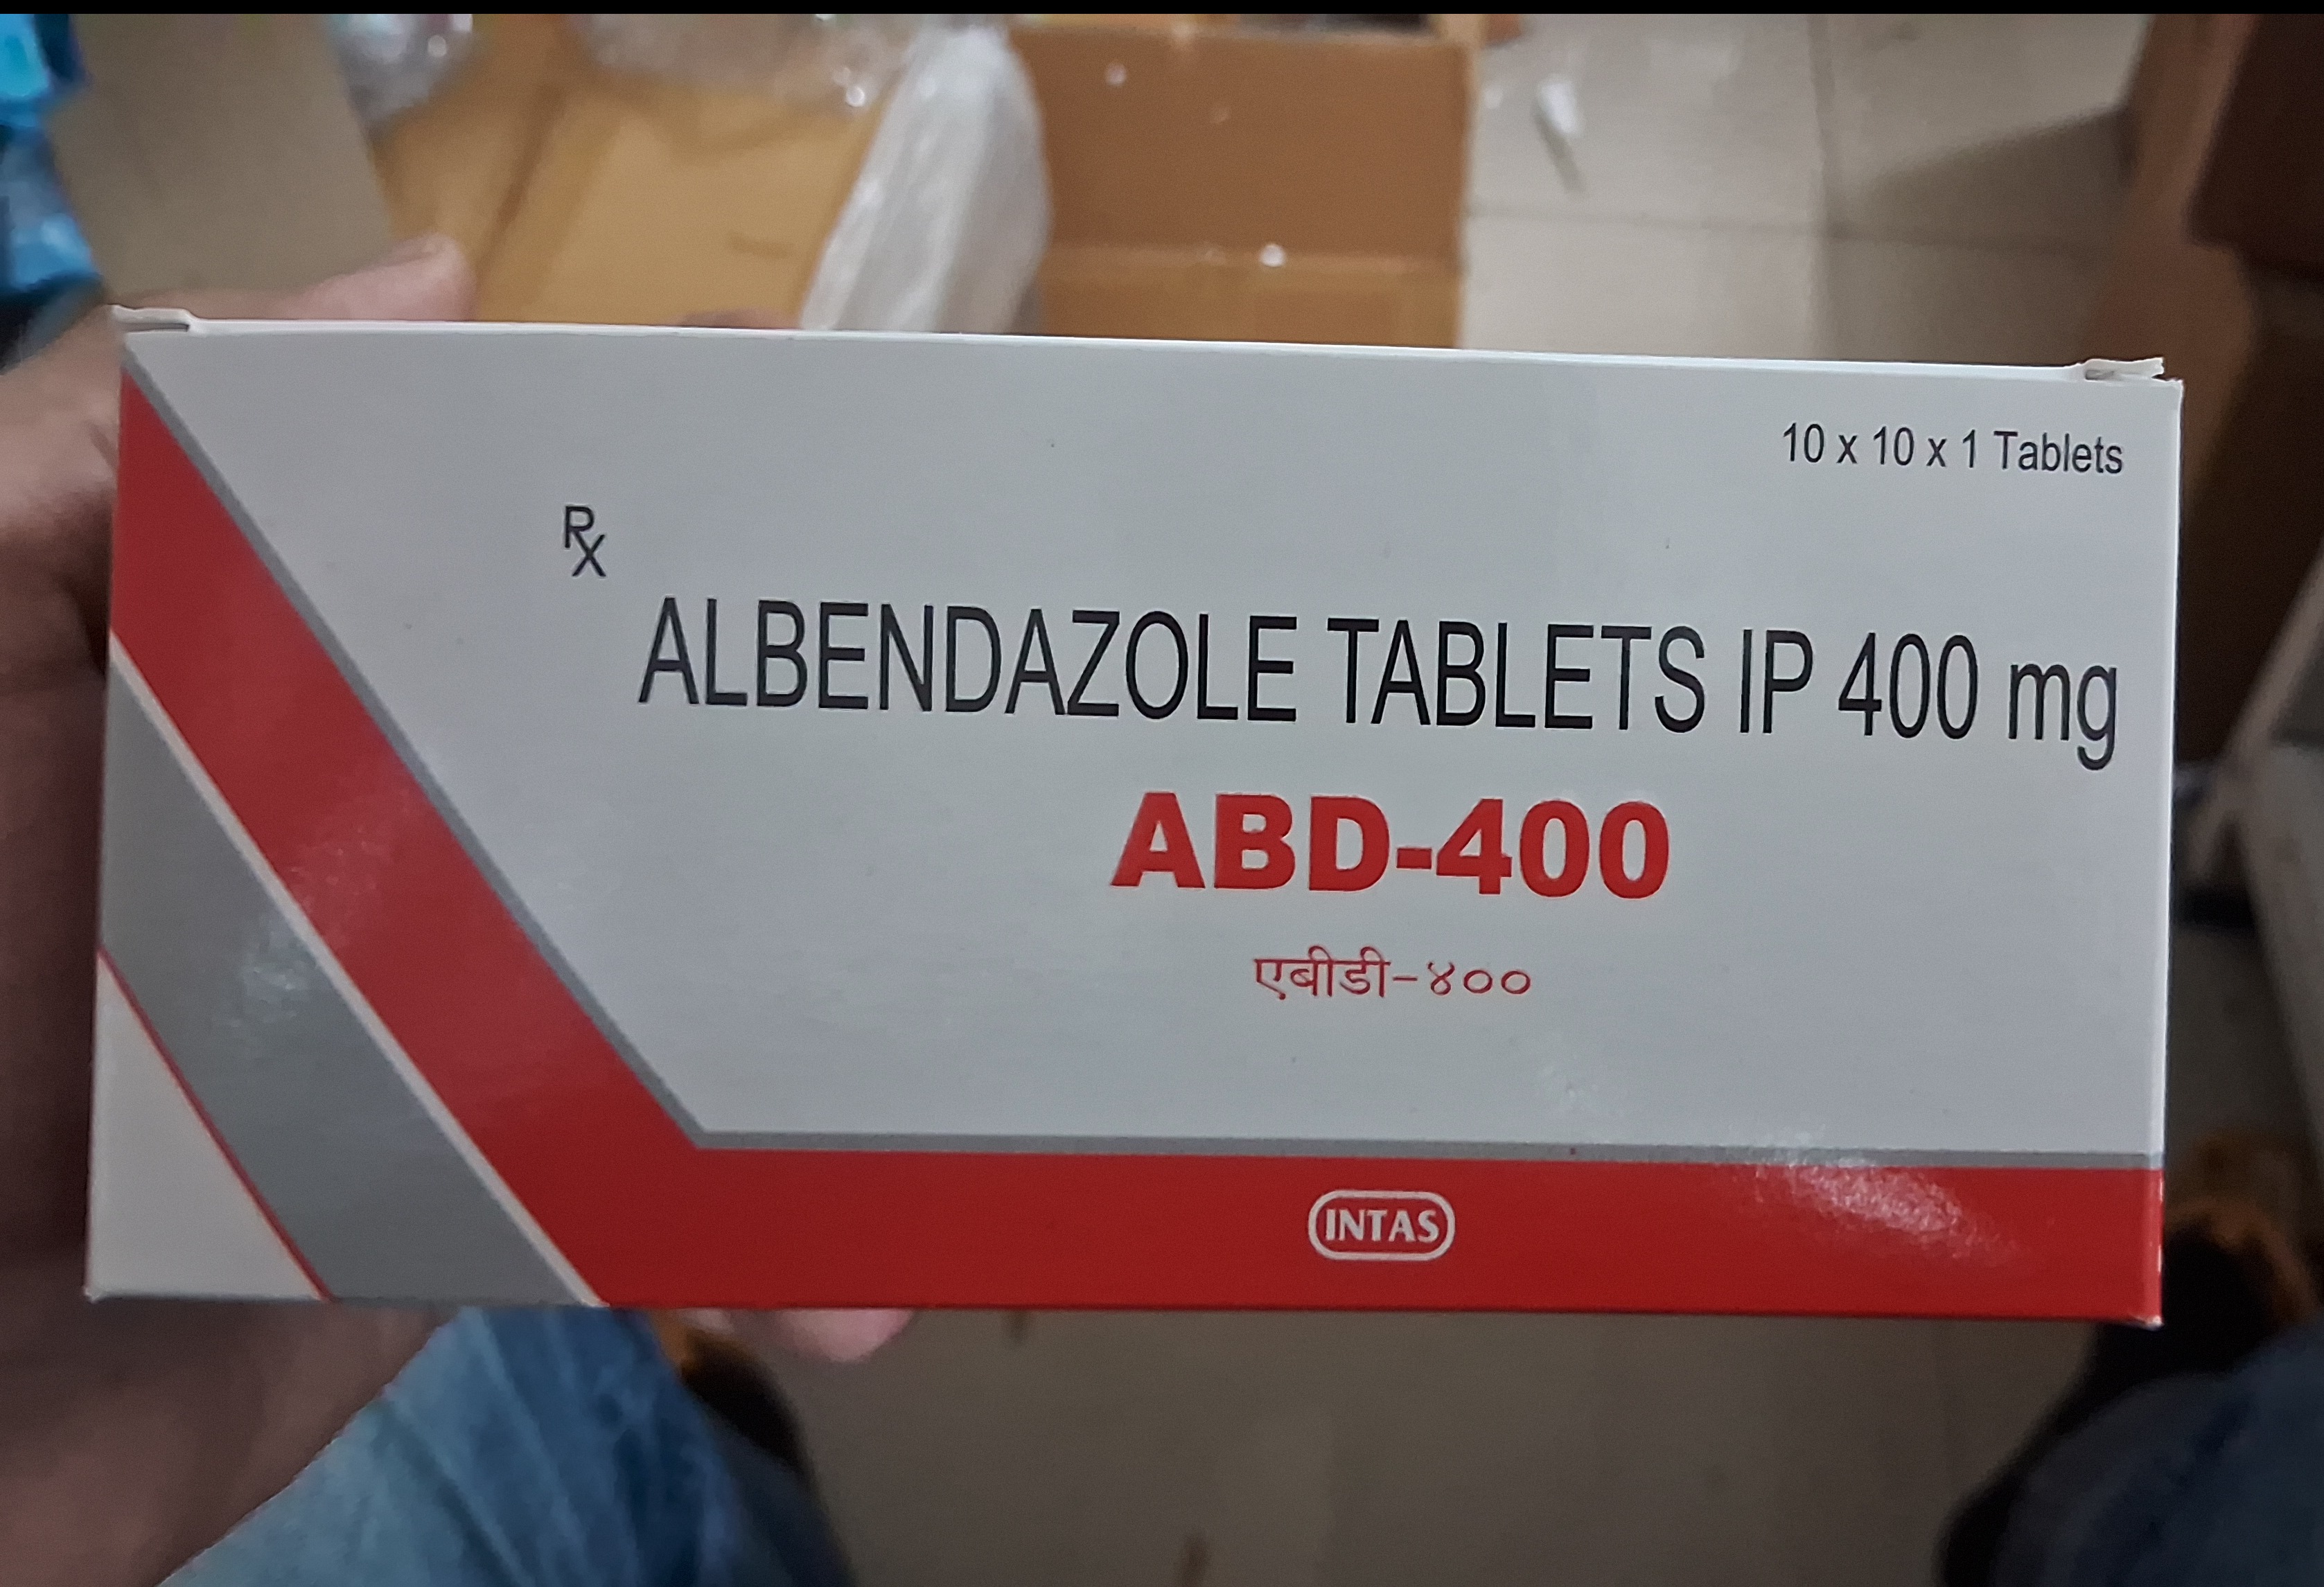 10 x 10 x 1 Tablets
Rx
ALBENDAZOLE TABLETS IP 400 mg
ABD-400
एबीडी-४००
INTAS